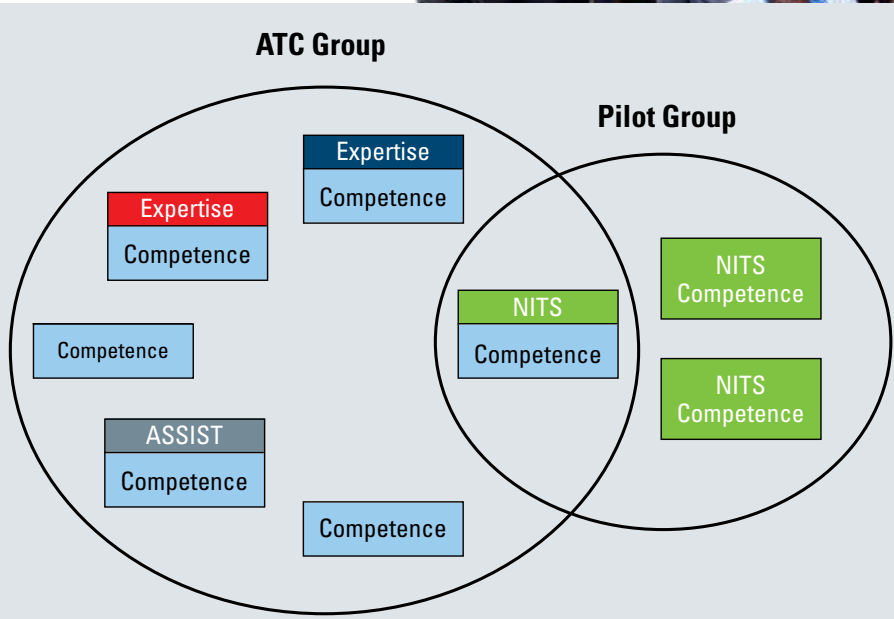 ATC Group
Pilot Group
Expertise
Competence
Expertise
Competence
Competence
ASSIST
Competence
Competence
NITS
Competence
NITS
Competence
NITS
Competence